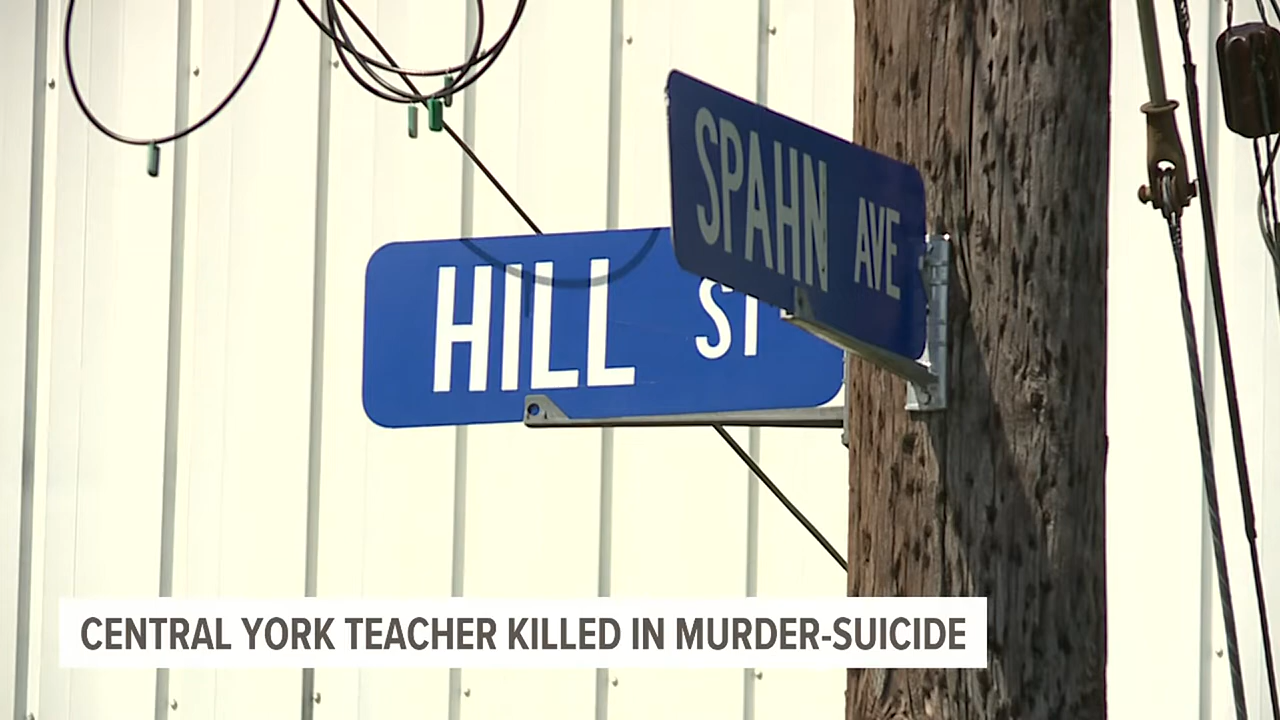 SPAHN AVE
HILL ST
CENTRAL YORK TEACHER KILLED IN MURDER-SUICIDE